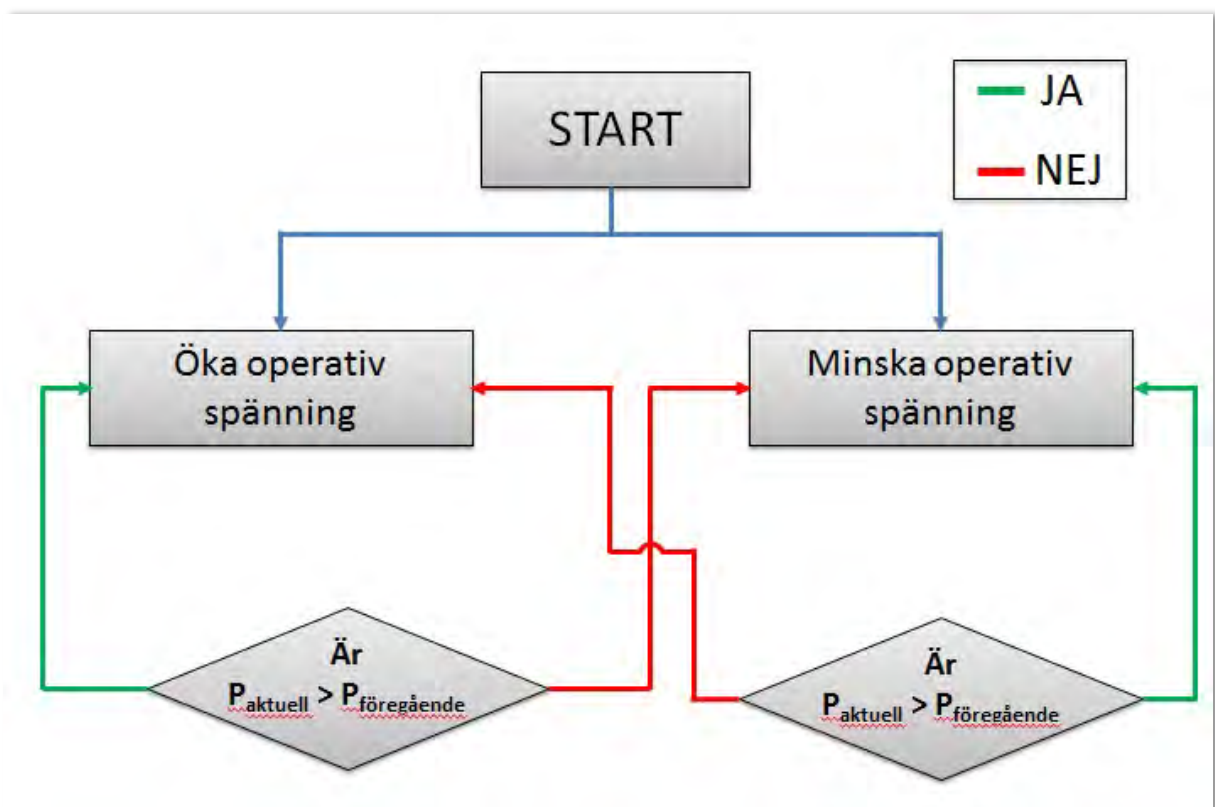 START
JA
NEJ
Öka operativ
spänning
Minska operativ
spänning
Är
Paktuell > Pföregående
Är
Paktuell > Pföregående